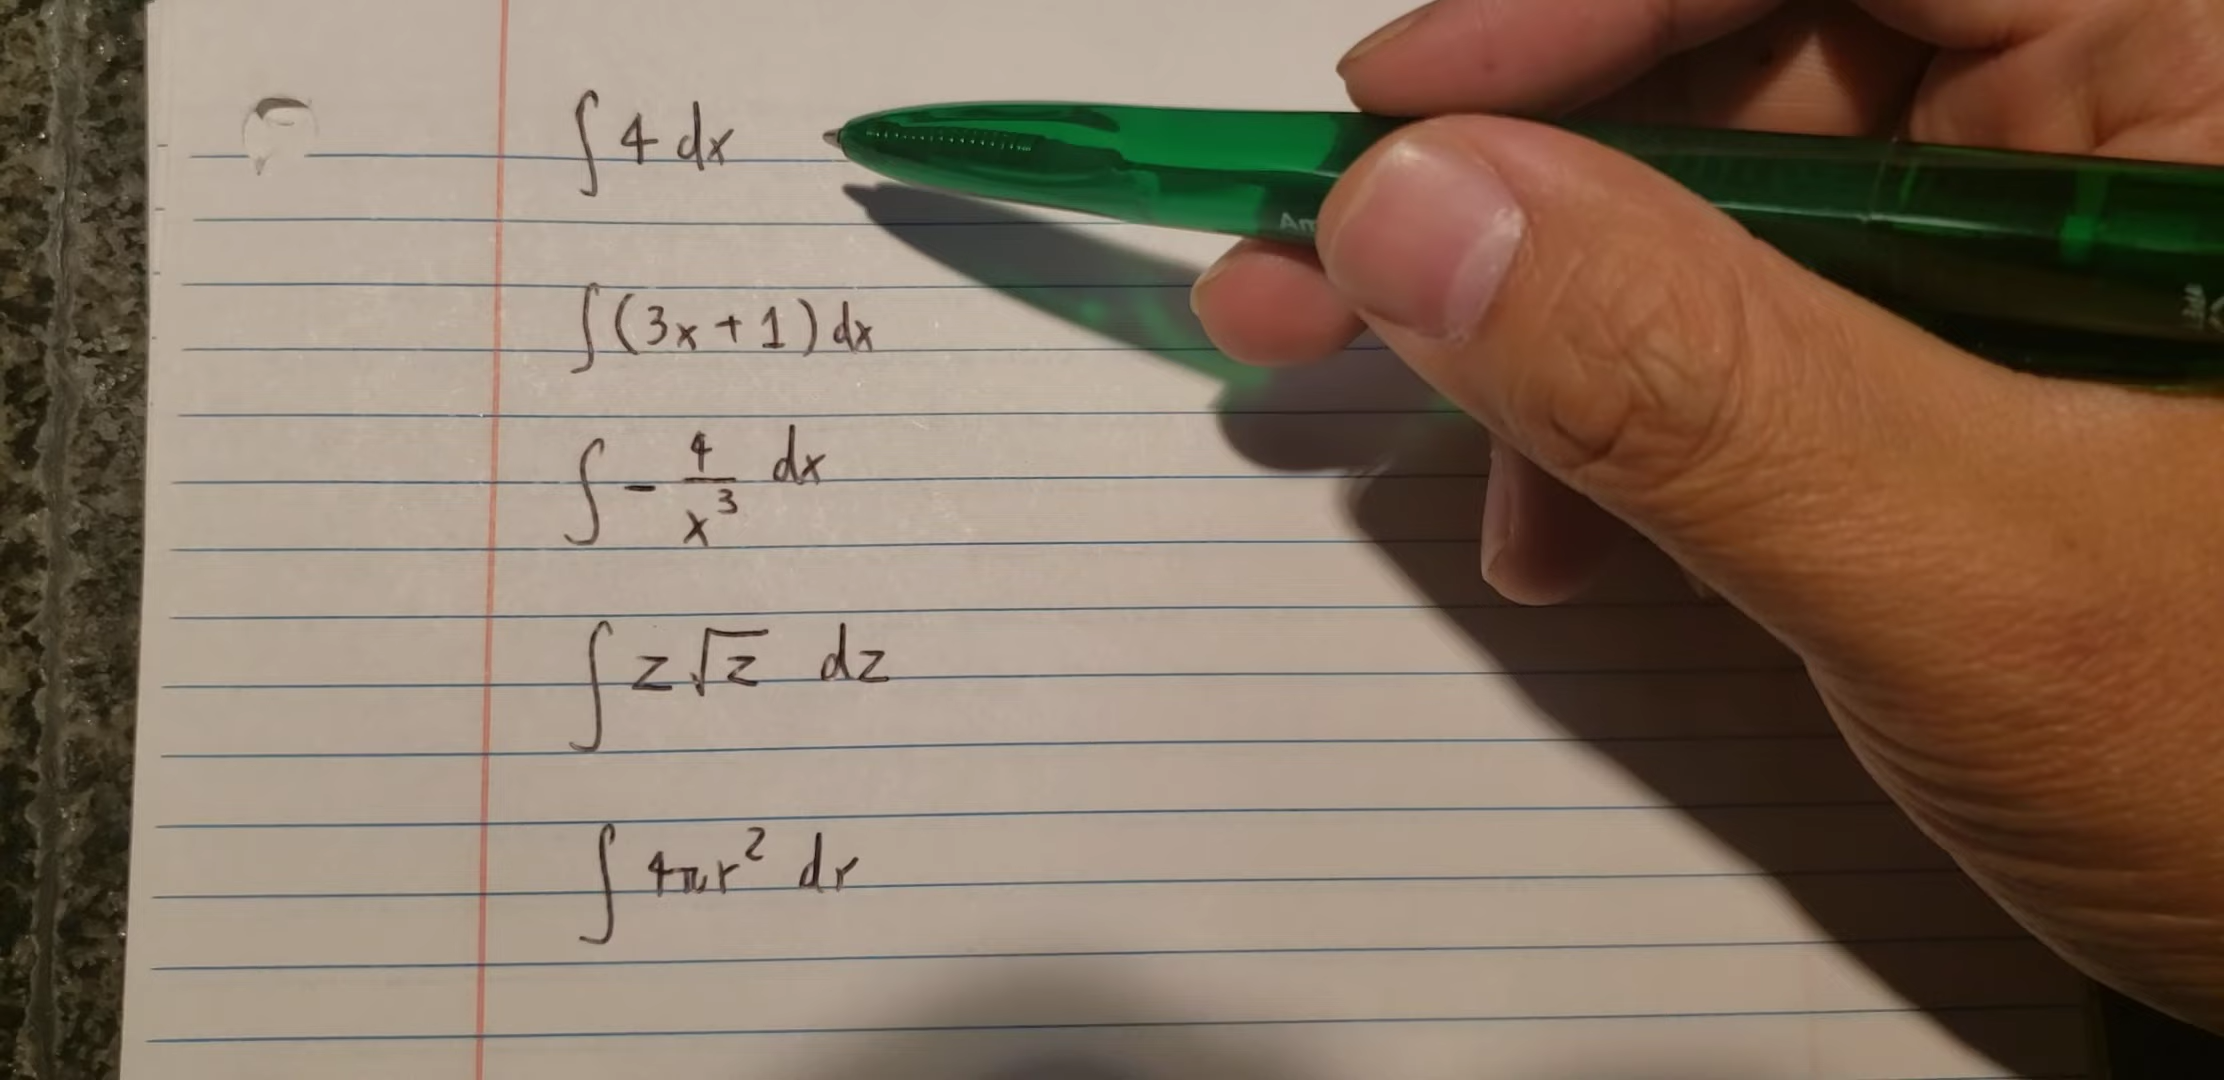 ∫ 4 dx
∫ (3x + 1) dx
∫ - 4/x³ dx
∫ z√z dz
∫ 4πr² dr